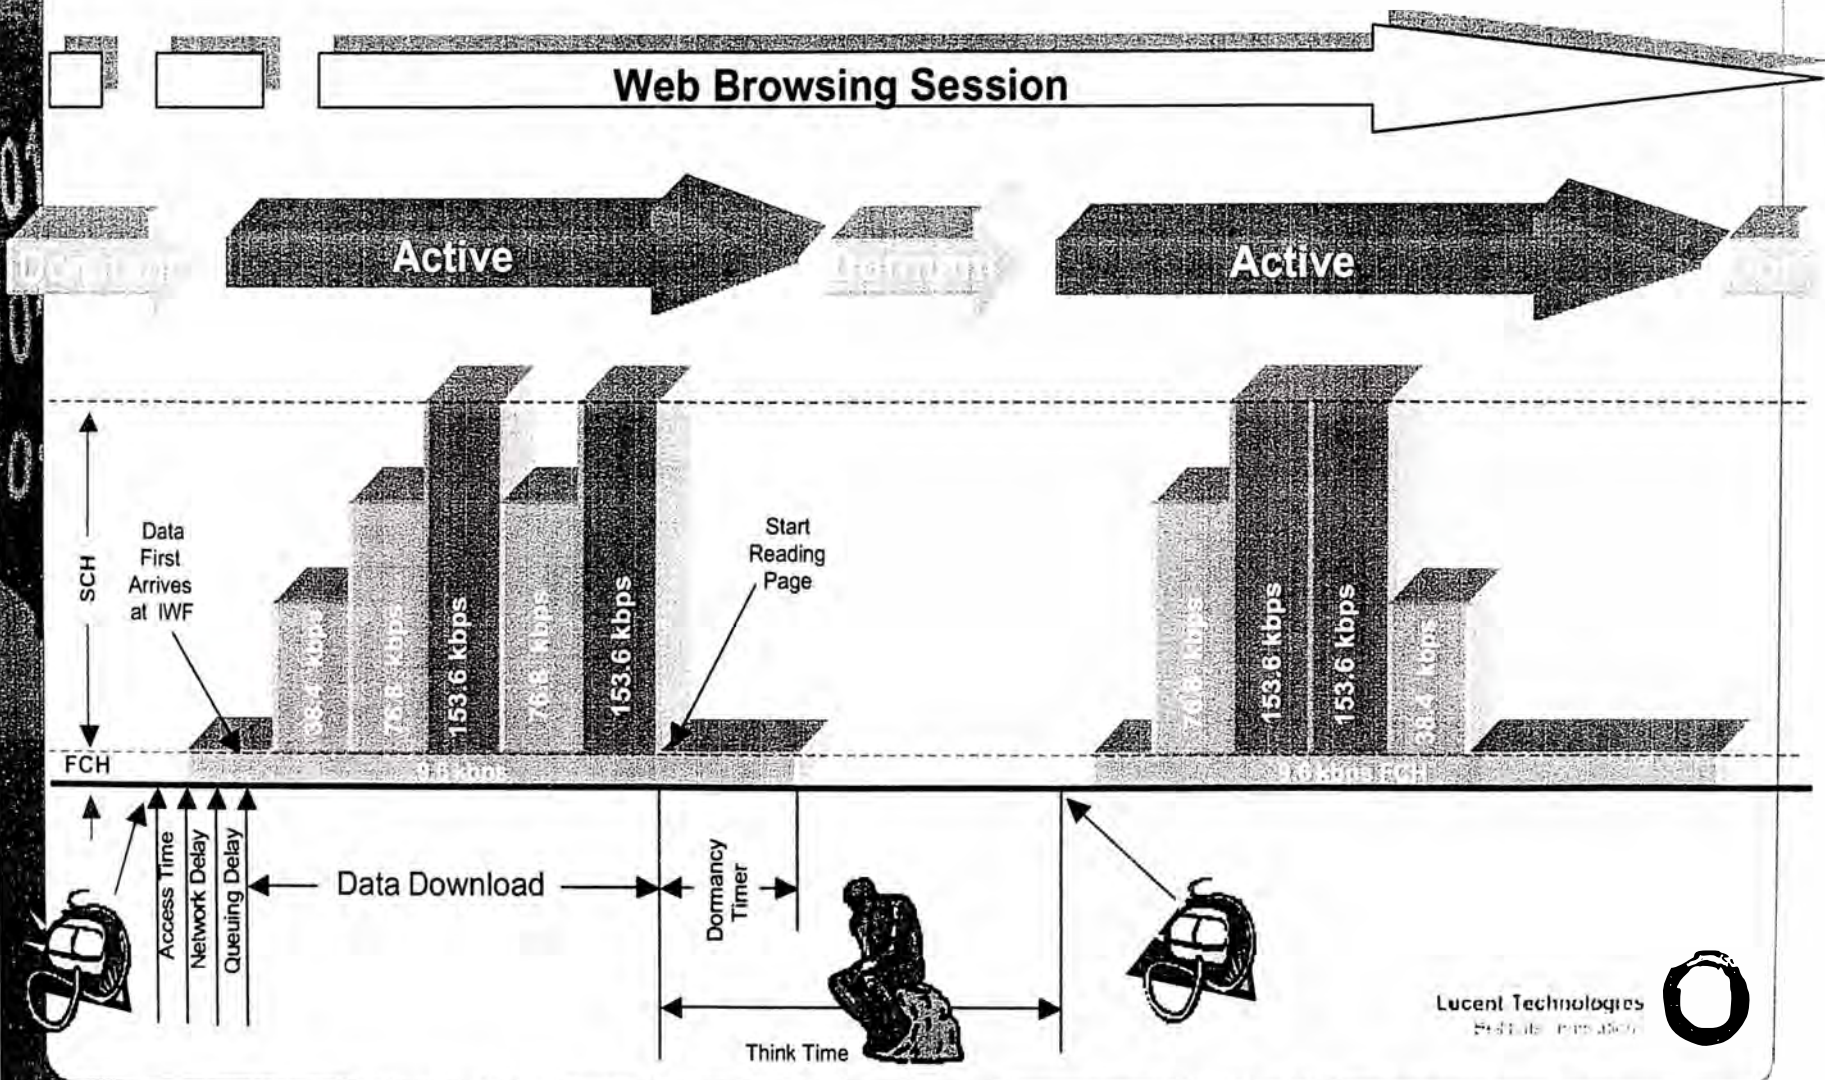 Web Browsing Session
Active
Dormant
Active
Data
First
Arrives
at IWF
Start
Reading
Page
SCH
38.4 kbps
76.8 kbps
153.6 kbps
76.8 kbps
153.6 kbps
76.8 kbps
153.6 kbps
153.6 kbps
38.4 kbps
FCH
9.6 kbps
9.6 kbps FCH
Access Time
Network Delay
Queuing Delay
Data Download
Dormancy
Timer
Think Time
Lucent Technologies